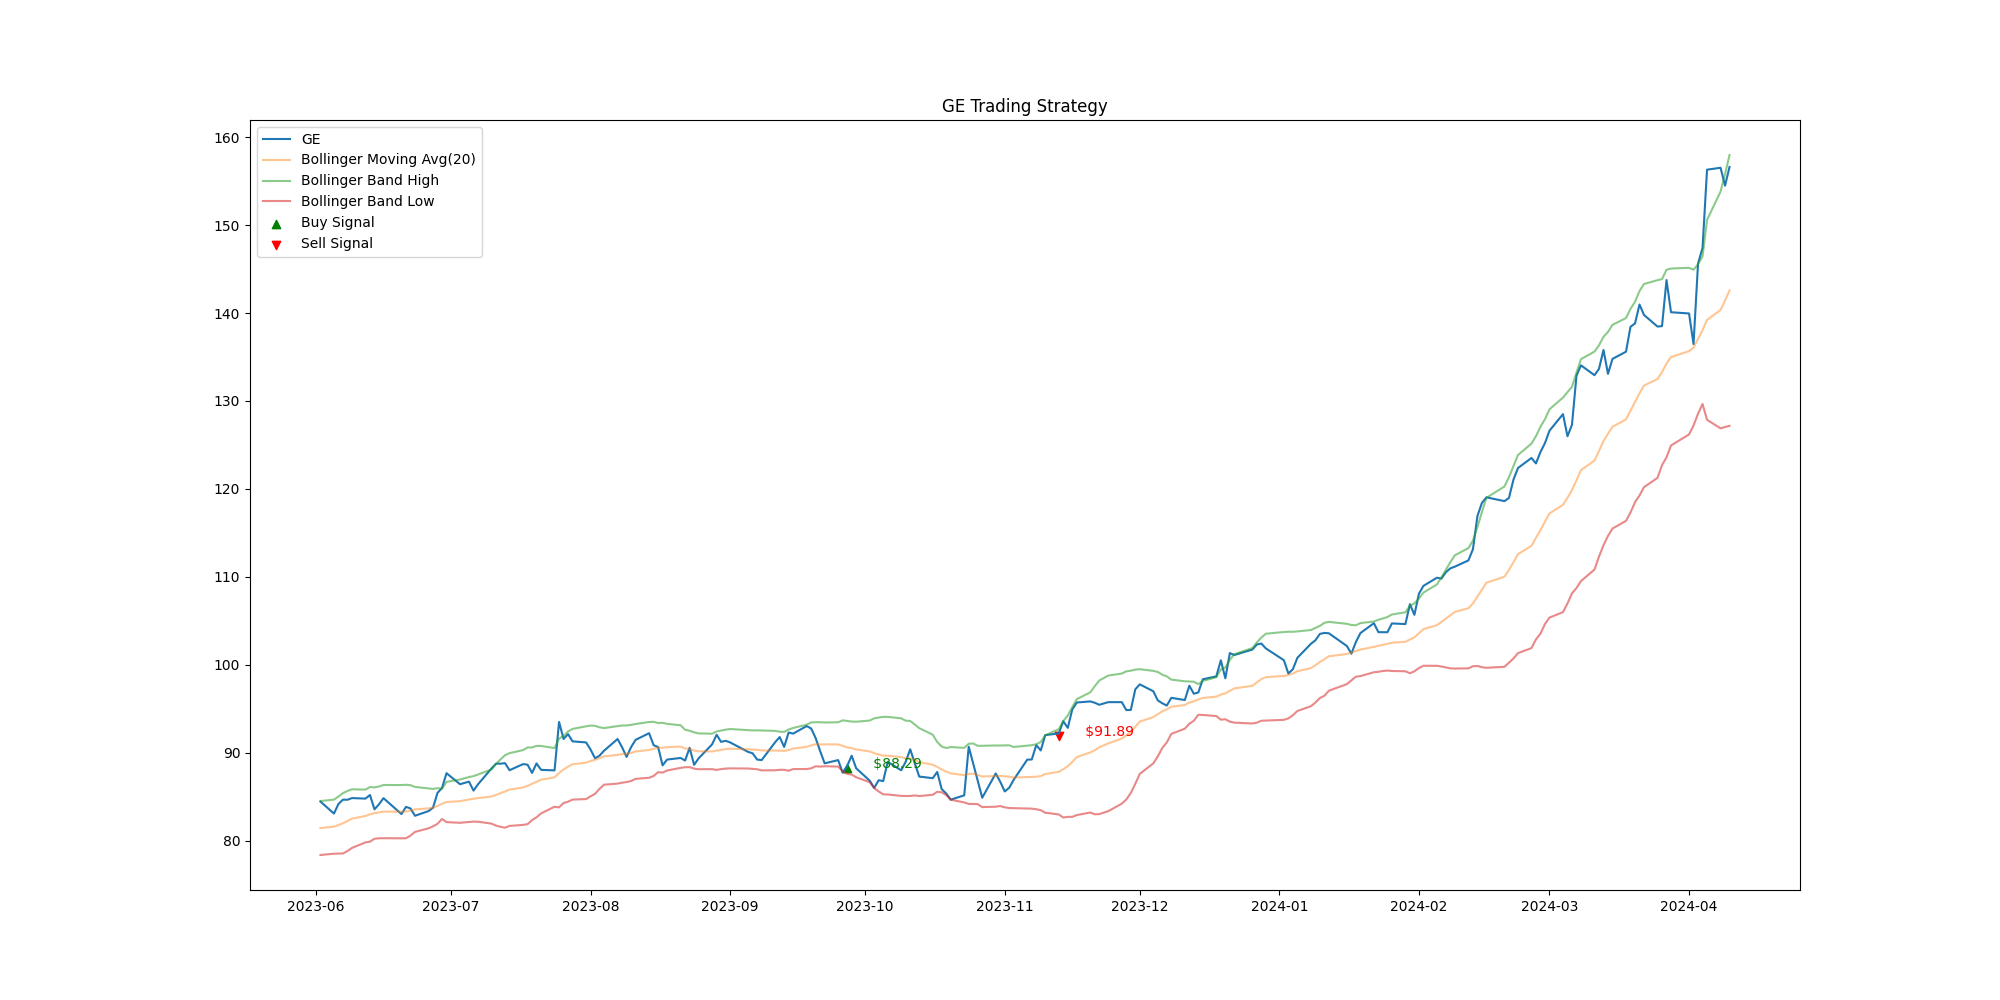 GE Trading Strategy
160
150
140
130
120
110
100
90
80
GE
Bollinger Moving Avg(20)
Bollinger Band High
Bollinger Band Low
Buy Signal
Sell Signal
$91.89
$88.29
2023-06 2023-07 2023-08 2023-09 2023-10 2023-11 2023-12 2024-01 2024-02 2024-03 2024-04